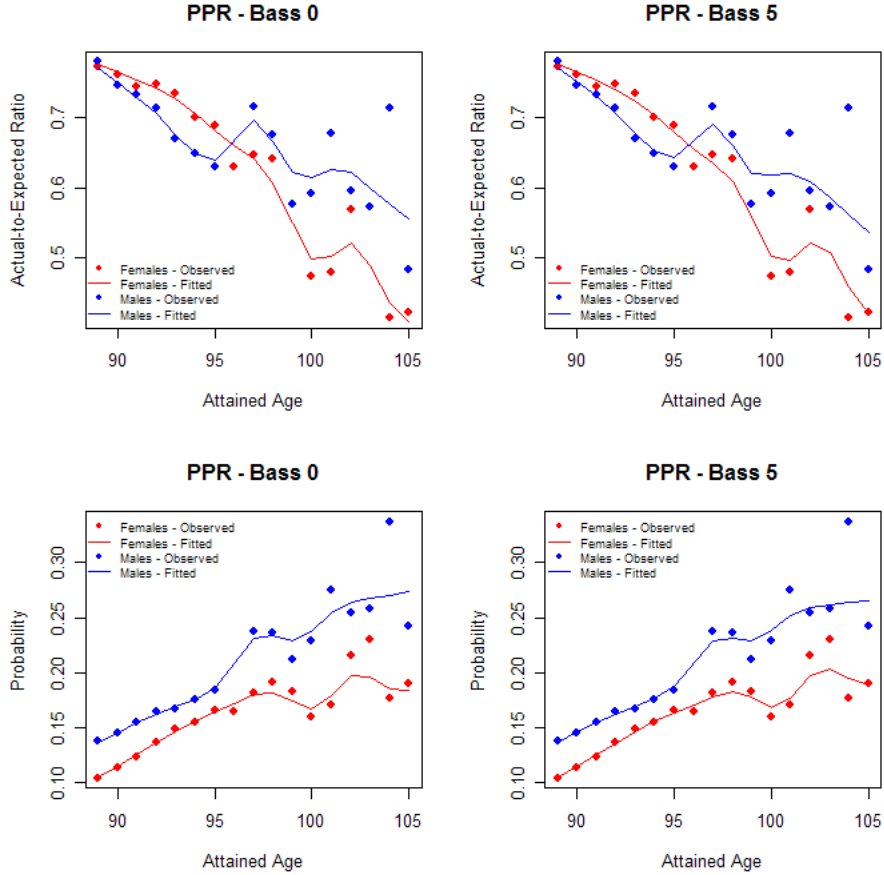 PPR - Bass 0
Actual-to-Expected Ratio
0.7
0.6
0.5
Females - Observed
Females - Fitted
Males - Observed
Males - Fitted
90 95 100 105
Attained Age
PPR - Bass 5
Actual-to-Expected Ratio
0.7
0.6
0.5
Females - Observed
Females - Fitted
Males - Observed
Males - Fitted
90 95 100 105
Attained Age
PPR - Bass 0
Probability
0.30
0.25
0.20
0.15
0.10
Females - Observed
Females - Fitted
Males - Observed
Males - Fitted
90 95 100 105
Attained Age
PPR - Bass 5
Probability
0.30
0.25
0.20
0.15
0.10
Females - Observed
Females - Fitted
Males - Observed
Males - Fitted
90 95 100 105
Attained Age